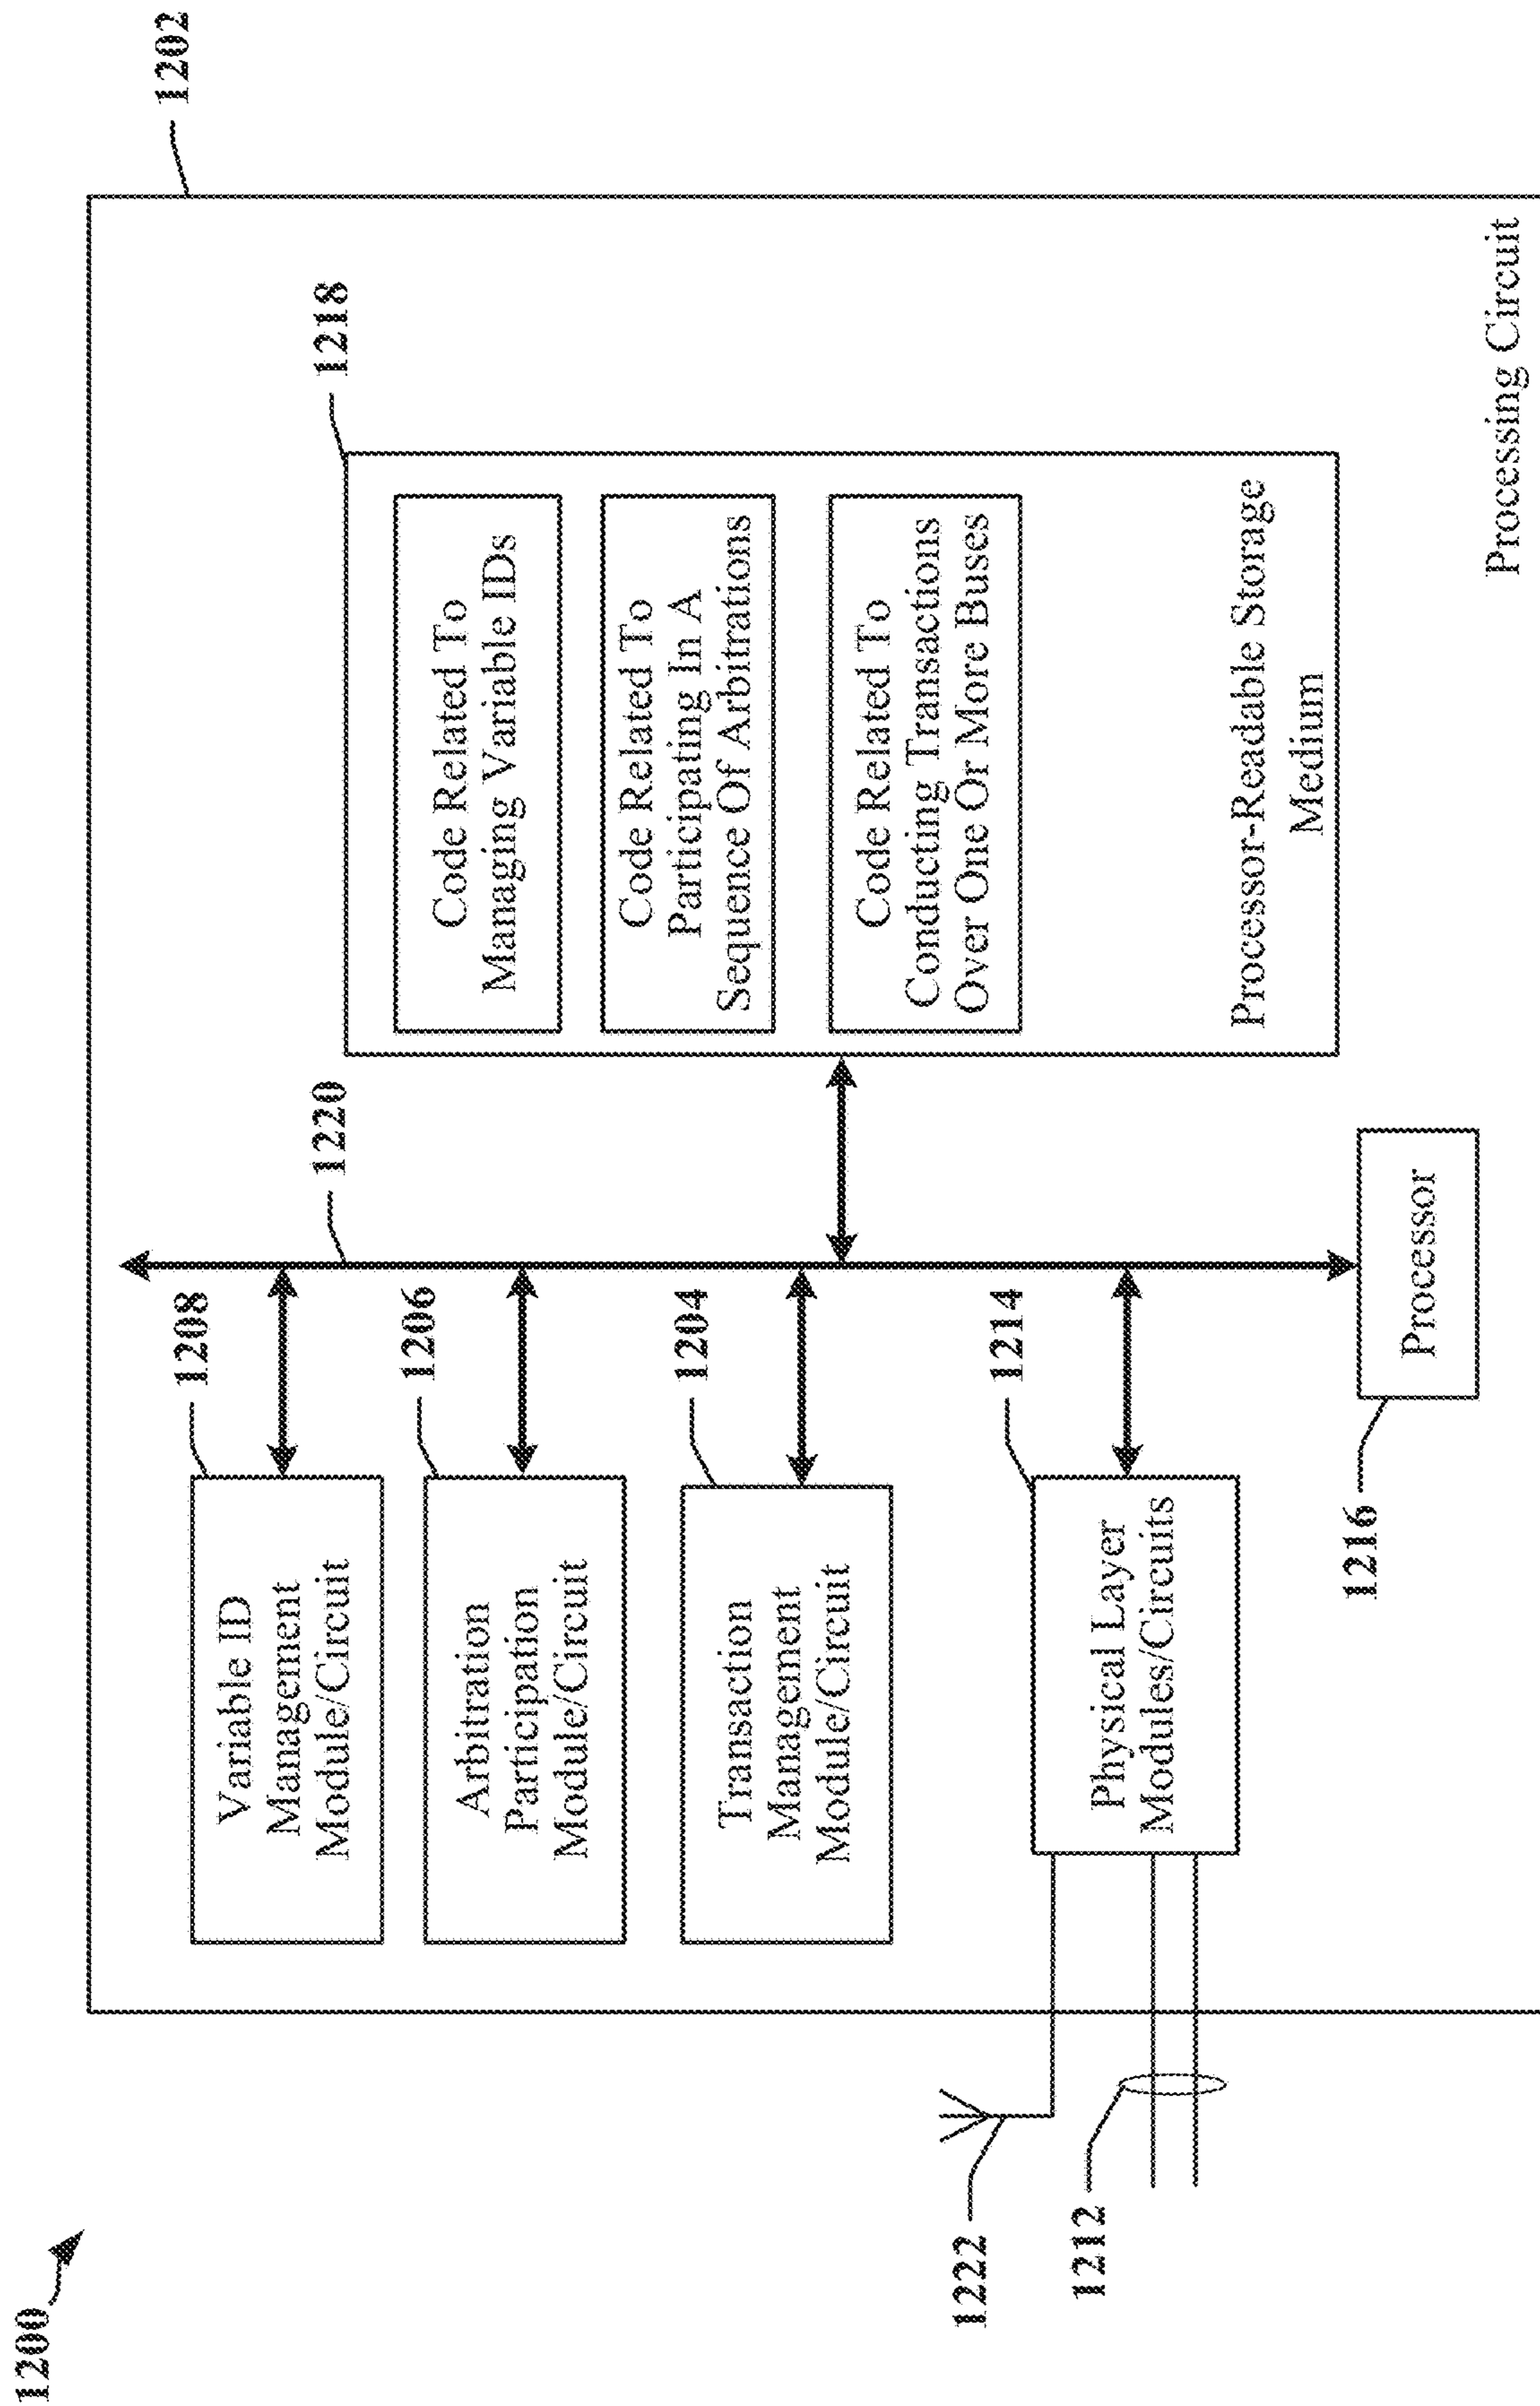 1200
1202
1208
Variable ID
Management
Module/Circuit
1206
Arbitration
Participation
Module/Circuit
1204
Transaction
Management
Module/Circuit
1214
Physical Layer
Modules/Circuits
1222
1212
1220
1216
Processor
1218
Code Related To
Managing Variable IDs
Code Related To
Participating In A
Sequence Of Arbitrations
Code Related To
Conducting Transactions
Over One Or More Buses
Processor-Readable Storage
Medium
Processing Circuit